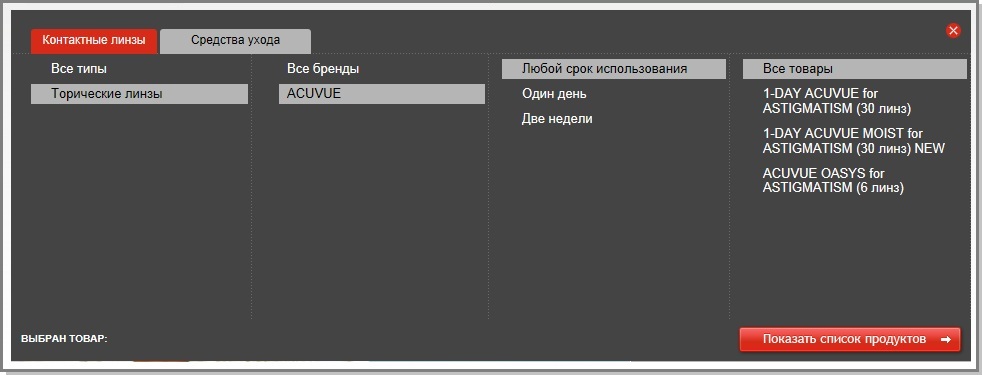 Контактные линзы
Средства ухода
Все типы
Торические линзы
Все бренды
ACUVUE
Любой срок использования
Один день
Две недели
Все товары
1-DAY ACUVUE for
ASTIGMATISM (30 линз)
1-DAY ACUVUE MOIST for
ASTIGMATISM (30 линз) NEW
ACUVUE OASYS for
ASTIGMATISM (6 линз)
ВЫБРАН ТОВАР:
Показать список продуктов